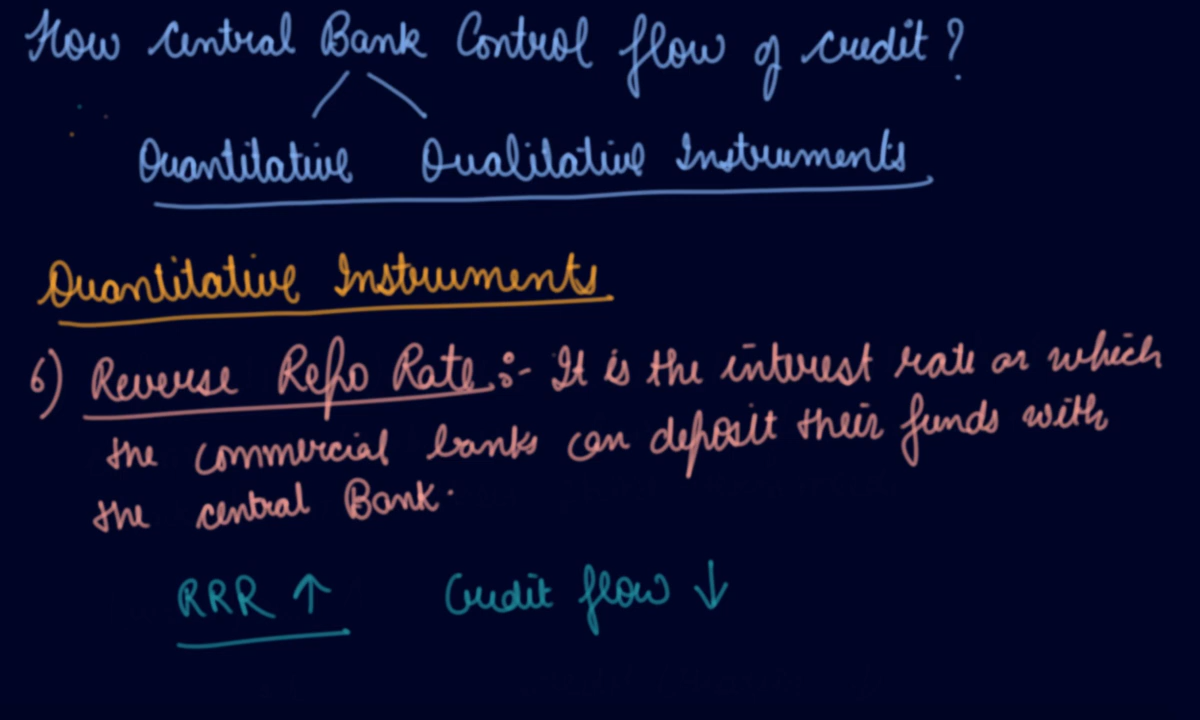 How Central Bank Control flow of credit?
Quantitative Qualitative Instruments
Quantitative Instruments
6) Reverse Repo Rate :- It is the interest rate on which
the commercial banks can deposit their funds with
the central Bank.
RRR ↑ Credit flow ↓